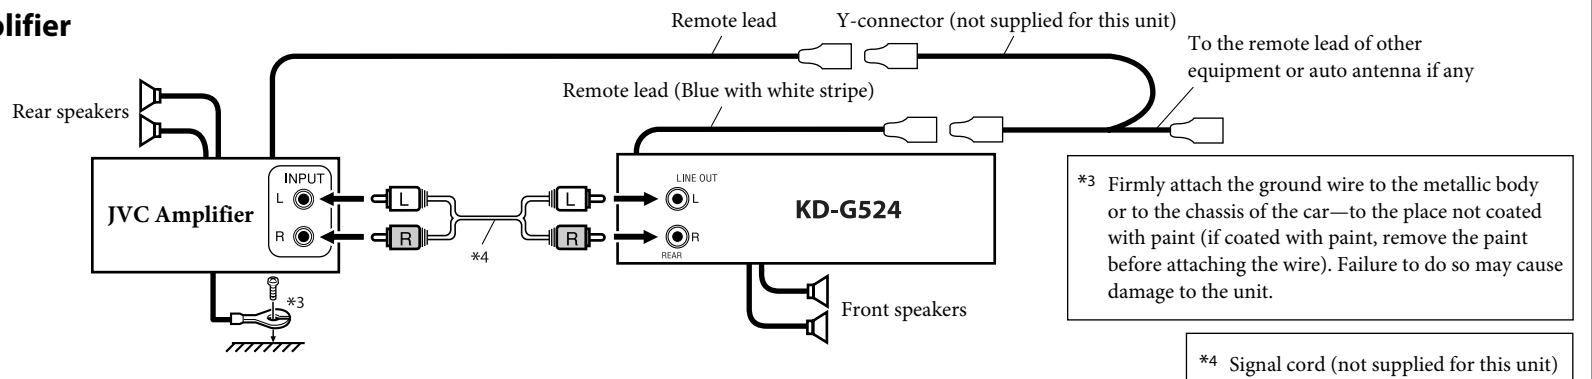 plifier
Remote lead
Y-connector (not supplied for this unit)
To the remote lead of other
equipment or auto antenna if any
Remote lead (Blue with white stripe)
Rear speakers
INPUT
L
R
JVC Amplifier
L
R
L
R
*4
LINE OUT
L
R
REAR
KD-G524
*3
Front speakers
*3 Firmly attach the ground wire to the metallic body
or to the chassis of the car—to the place not coated
with paint (if coated with paint, remove the paint
before attaching the wire). Failure to do so may cause
damage to the unit.
*4 Signal cord (not supplied for this unit)